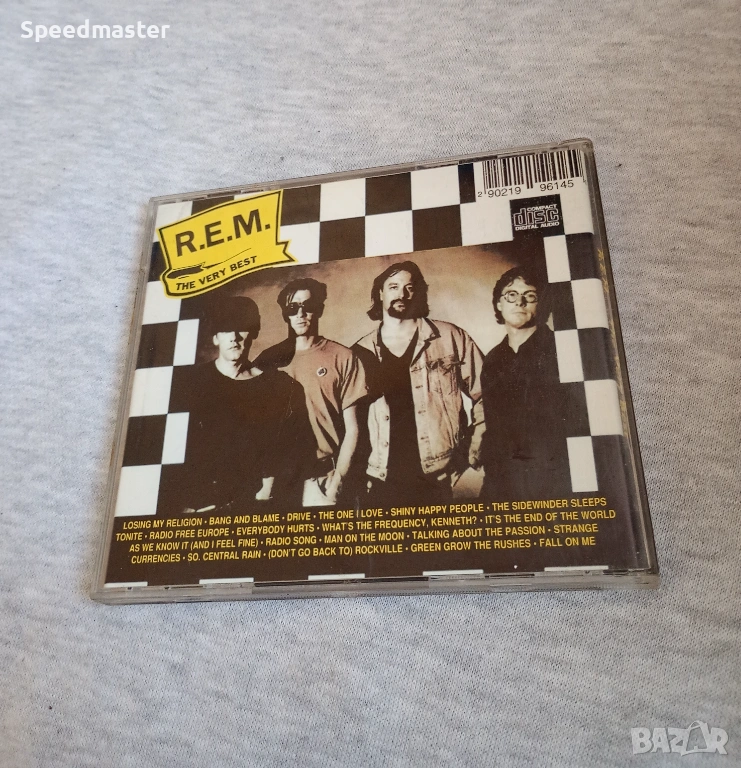 Speedmaster
2 90219 96145
COMPACT
disc
DIGITAL AUDIO
R.E.M.
THE VERY BEST
LOSING MY RELIGION • BANG AND BLAME • DRIVE • THE ONE I LOVE • SHINY HAPPY PEOPLE • THE SIDEWINDER SLEEPS
TONITE • RADIO FREE EUROPE • EVERYBODY HURTS • WHAT'S THE FREQUENCY, KENNETH? • IT'S THE END OF THE WORLD
AS WE KNOW IT (AND I FEEL FINE) • RADIO SONG • MAN ON THE MOON • TALKING ABOUT THE PASSION • STRANGE
CURRENCIES • SO. CENTRAL RAIN • (DON'T GO BACK TO) ROCKVILLE • GREEN GROW THE RUSHES • FALL ON ME
BAZAR